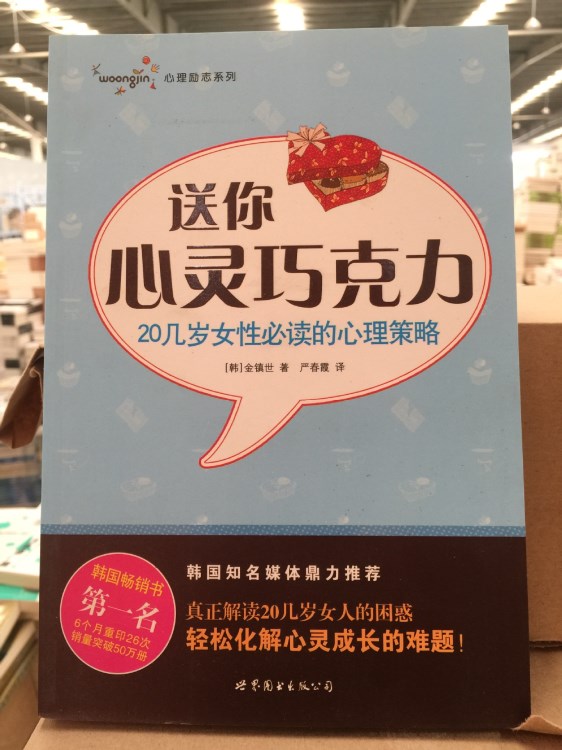 woongjin 心理励志系列
送你
心灵巧克力
20几岁女性必读的心理策略
[韩]金镇世 著 严春霞 译
韩国畅销书
第一名
6个月重印26次
销量突破50万册
韩国知名媒体鼎力推荐
真正解读20几岁女人的困惑
轻松化解心灵成长的难题！
世界图书出版公司